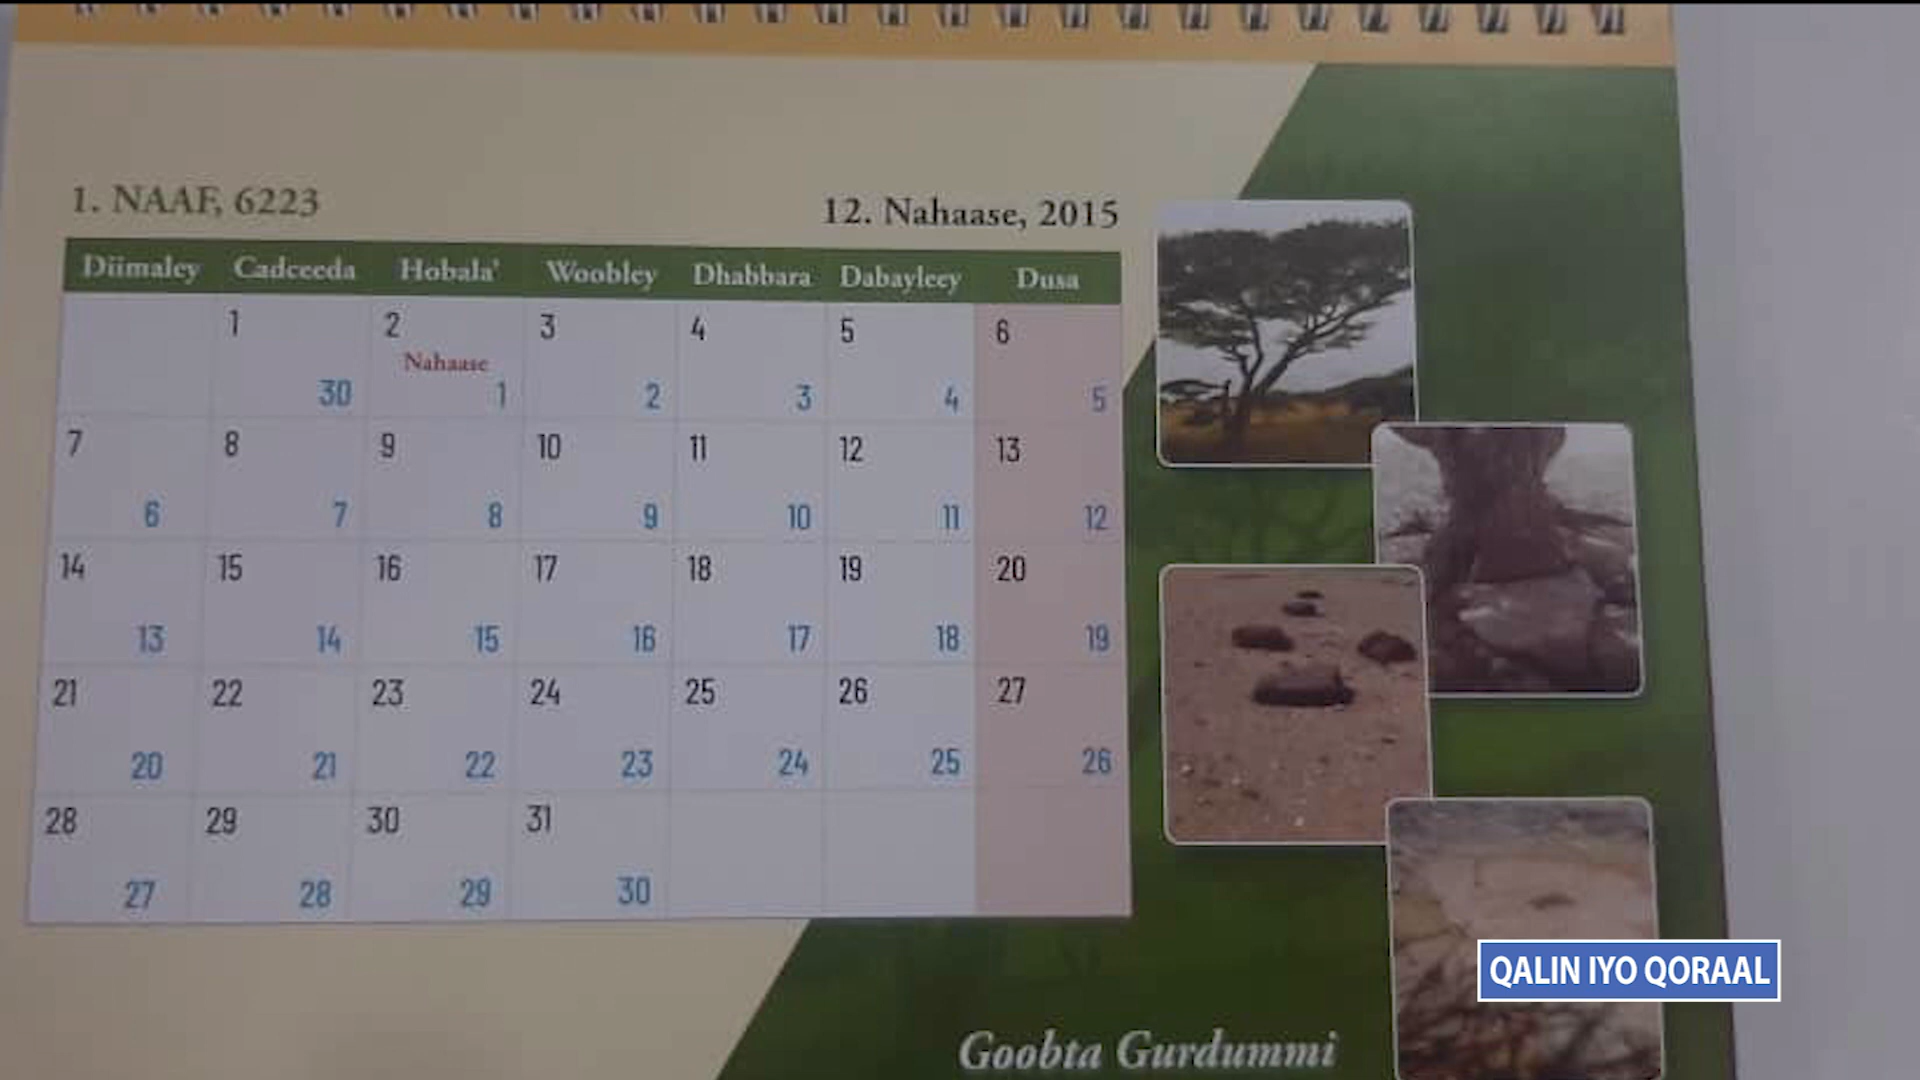 1. NAAF, 6223
12. Nahaase, 2015
Diimaley Cadceeda Hobala' Woobley Dhabbara Dabayleey Dusa
1 2 3 4 5 6
Nahaase
30 1 2 3 4 5
7 8 9 10 11 12 13
6 7 8 9 10 11 12
14 15 16 17 18 19 20
13 14 15 16 17 18 19
21 22 23 24 25 26 27
20 21 22 23 24 25 26
28 29 30 31
27 28 29 30
QALIN IYO QORAAL
Goobta Gurdummi